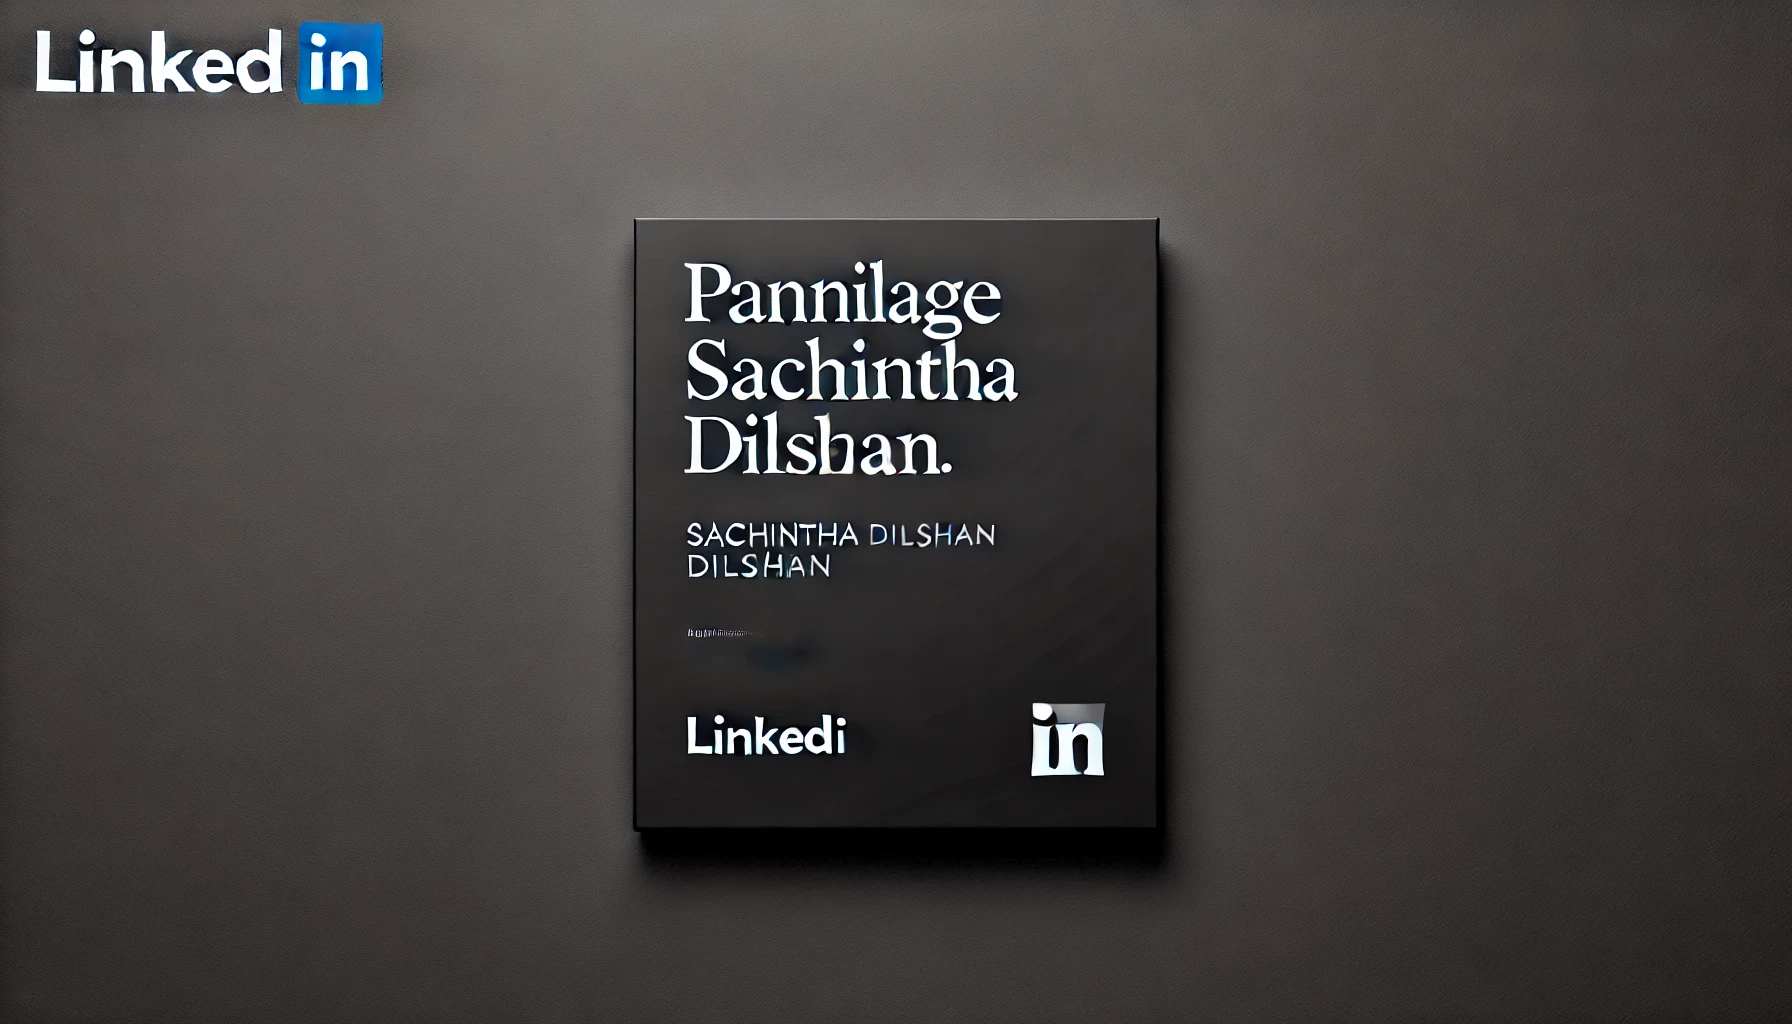 Linked in
Pannilage
Sachintha
Dilshan.
SACHINTHA DILSHAN
DILSHAN
Linkedi
in